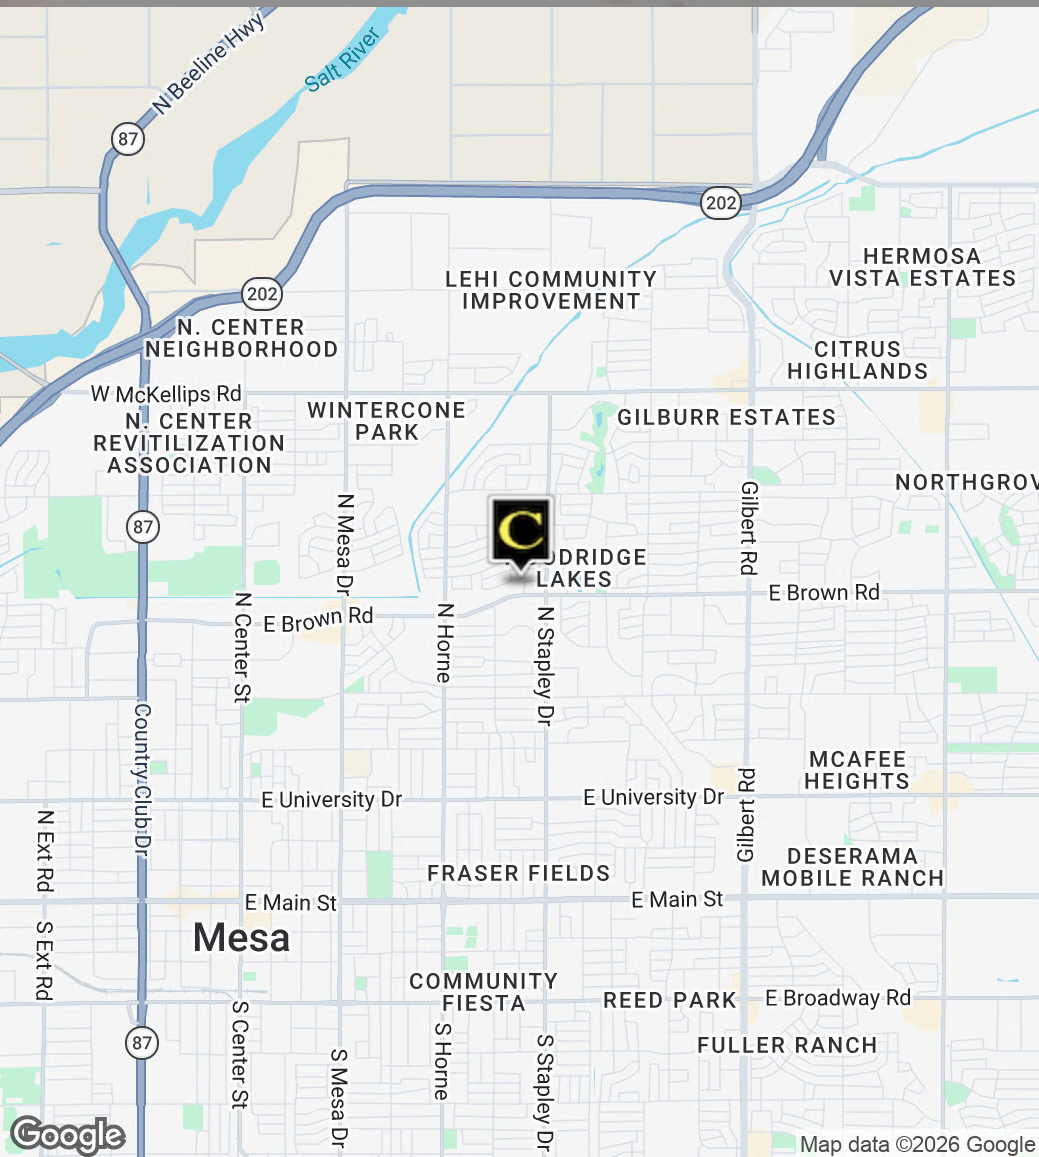 N Beeline Hwy
Salt River
87
202
HERMOSA
VISTA ESTATES
LEHI COMMUNITY
IMPROVEMENT
202
N. CENTER
NEIGHBORHOOD
CITRUS
HIGHLANDS
W McKellips Rd
WINTERCONE
PARK
GILBURR ESTATES
N. CENTER
REVITILIZATION
ASSOCIATION
NORTHGROV
Gilbert Rd
N Mesa Dr
87
C
ODRIDGE
LAKES
E Brown Rd
N Center St
E Brown Rd
N Horne
N Stapley Dr
Country Club Dr
MCAFEE
HEIGHTS
Gilbert Rd
E University Dr
E University Dr
N Ext Rd
DESERAMA
MOBILE RANCH
FRASER FIELDS
E Main St
E Main St
Mesa
S Ext Rd
COMMUNITY
FIESTA
REED PARK
E Broadway Rd
S Center St
87
S Mesa Dr
S Horne
S Stapley Dr
FULLER RANCH
Google
Map data ©2026 Google